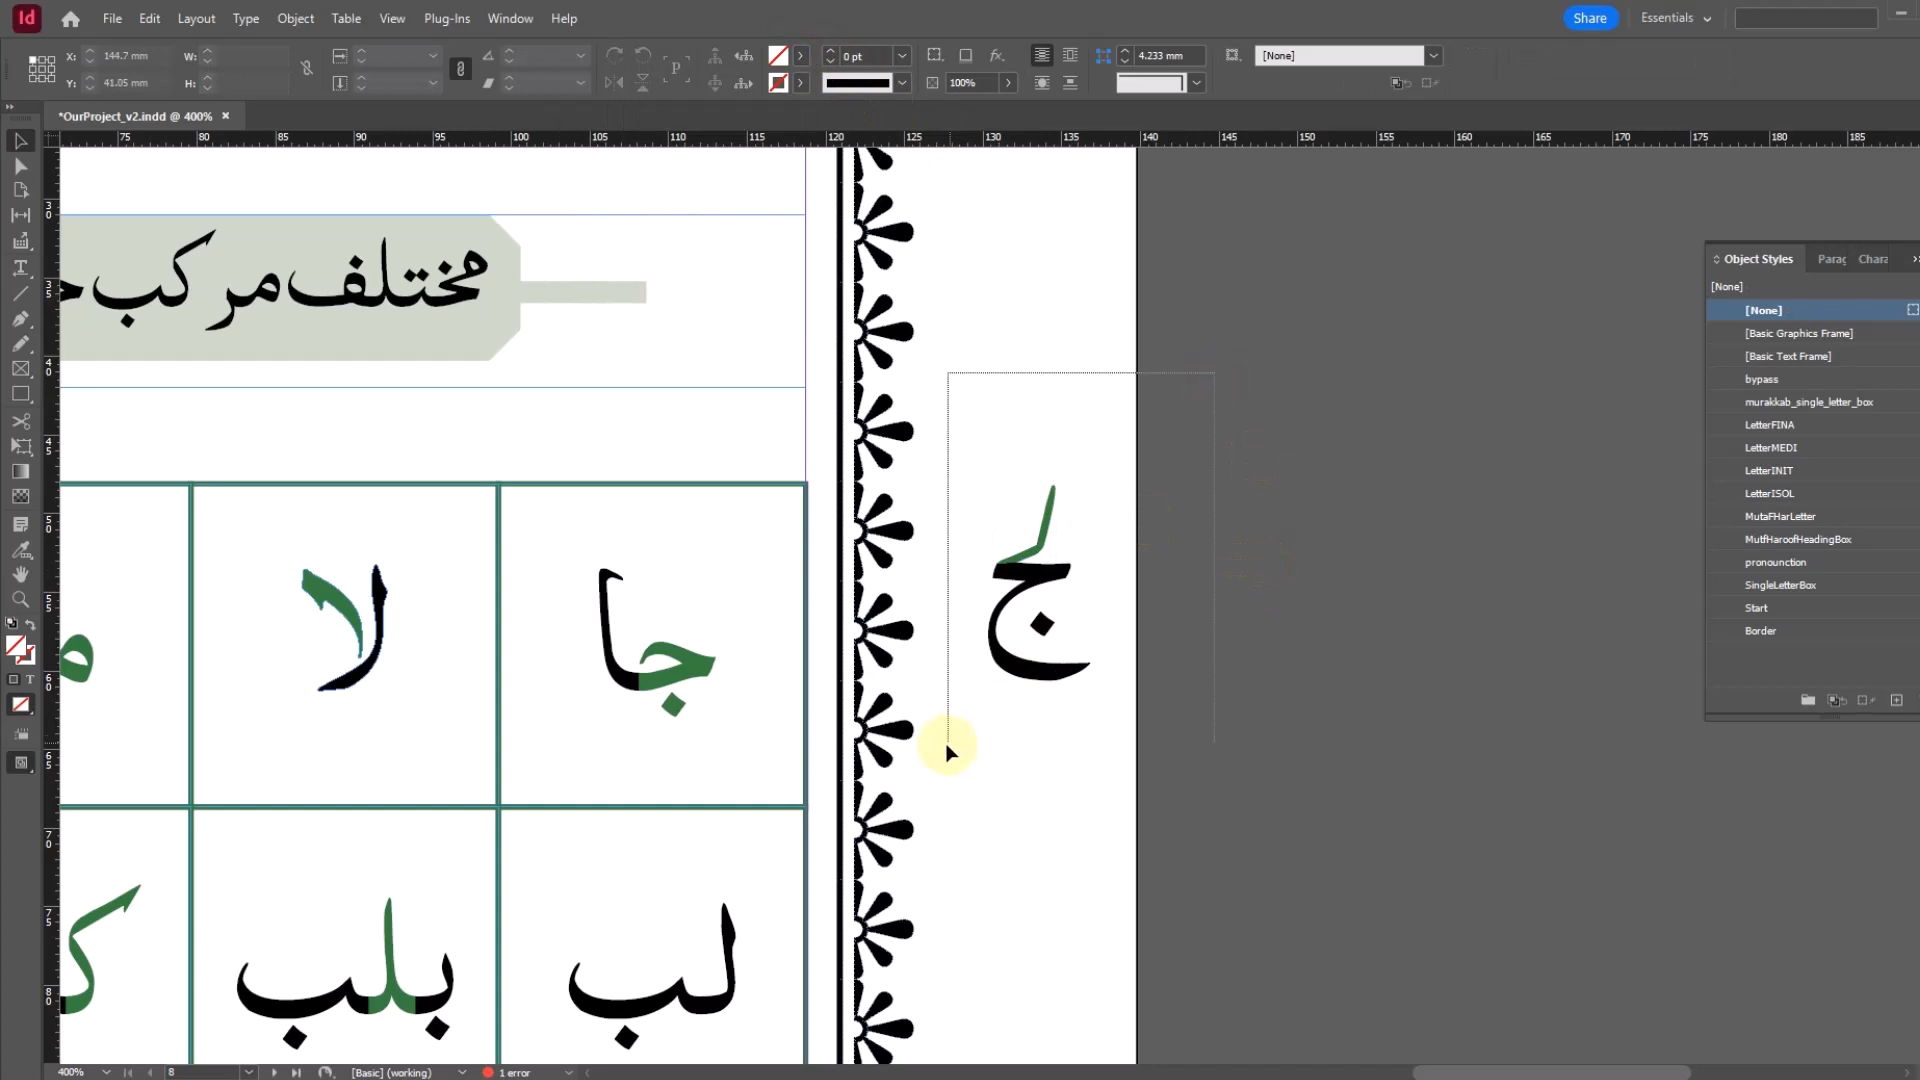 Id File Edit Layout Type Object Table View Plug-Ins Window Help Share Essentials
X: 144.7 mm W: 0 pt 4.233 mm [None]
Y: 41.05 mm H: 100%
*OurProject_v2.indd @ 400% ×
75 80 85 90 95 100 105 110 115 120 125 130 135 140 145 150 155 160 165 170 175 180 185
مختلف مرکب
Object Styles Parag Chara
[None]
[None]
[Basic Graphics Frame]
[Basic Text Frame]
bypass
murakkab_single_letter_box
LetterFINA
LetterMEDI
LetterINIT
LetterISOL
MutaFHarLetter
MutfHaroofHeadingBox
pronounction
SingleLetterBox
Start
Border
جا لا
لب بلب
400% 8 [Basic] (working) 1 error